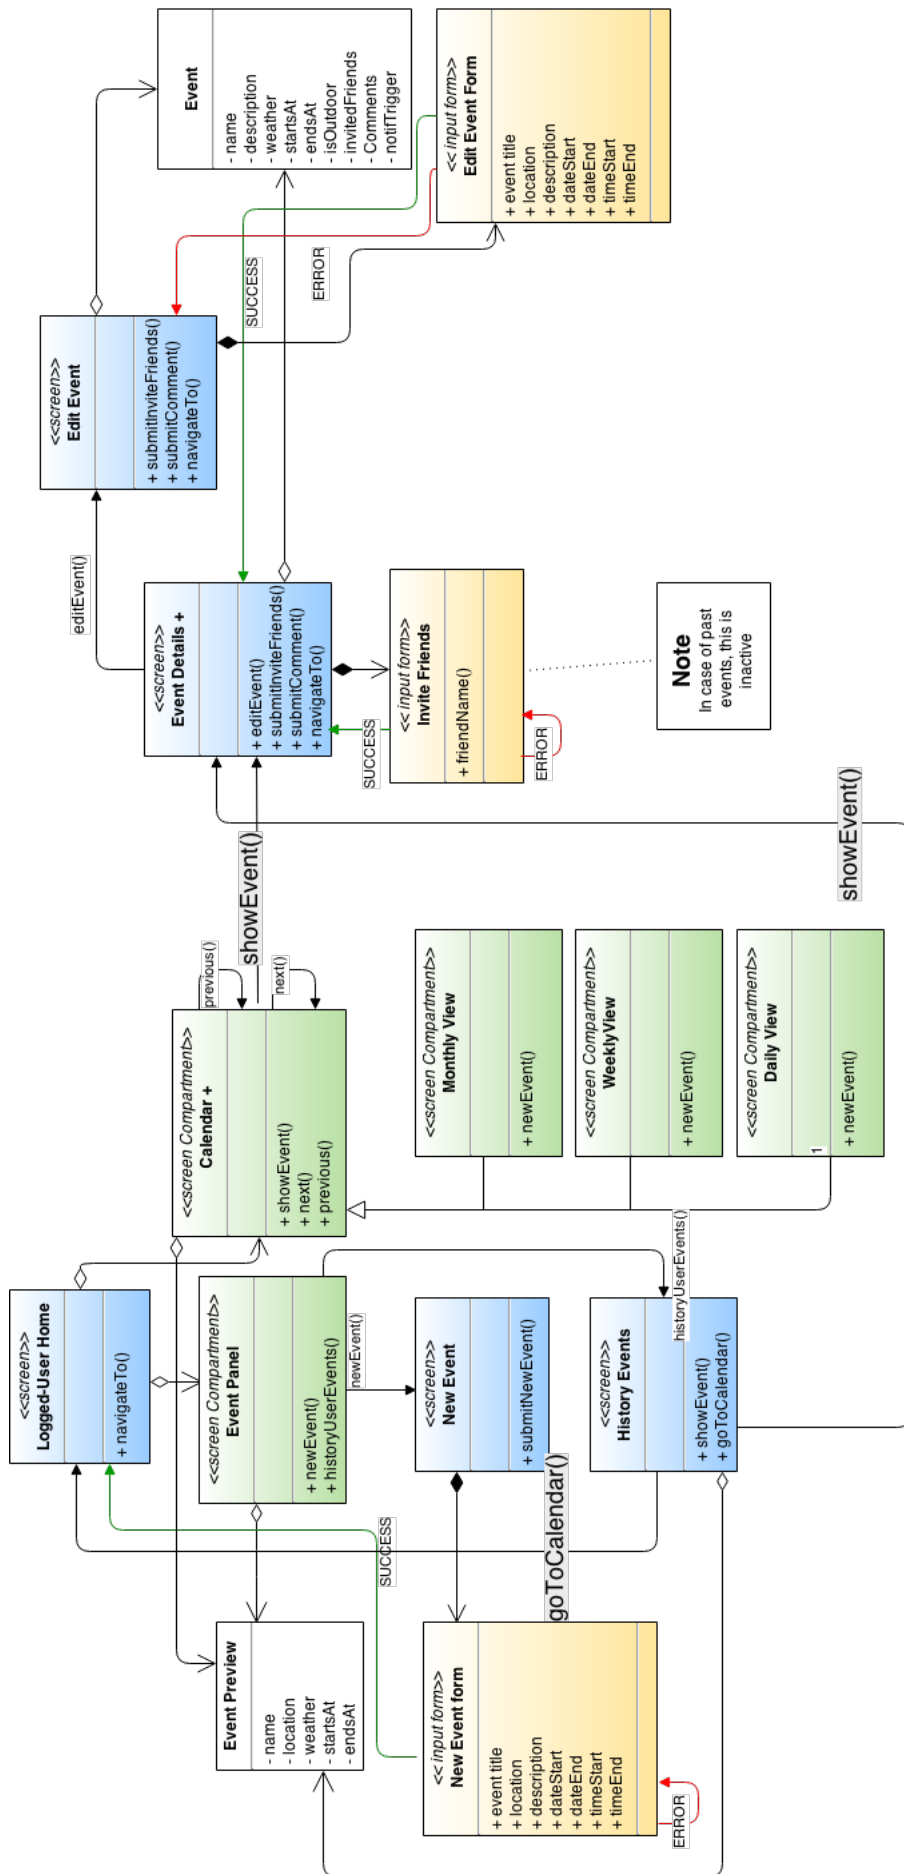 <<screen>>
Logged-User Home
+ navigateTo()
<<screen Compartment>>
Calendar +
+ showEvent()
+ next()
+ previous()
previous()
next()
showEvent()
<<screen>>
Event Details +
+ editEvent()
+ submitInviteFriends()
+ submitComment()
+ navigateTo()
editEvent()
<<screen>>
Edit Event
+ submitInviteFriends()
+ submitComment()
+ navigateTo()
Event
- name
- description
- weather
- startsAt
- endsAt
- isOutdoor
- invitedFriends
- Comments
- notifTrigger
SUCCESS
ERROR
<< input form>>
Edit Event Form
+ event title
+ location
+ description
+ dateStart
+ dateEnd
+ timeStart
+ timeEnd
Event Preview
- name
- location
- weather
- startsAt
- endsAt
<<screen Compartment>>
Event Panel
+ newEvent()
+ historyUserEvents()
newEvent()
SUCCESS
SUCCESS
<< input form>>
Invite Friends
+ friendName()
ERROR
Note
In case of past
events, this is
inactive
<< input form>>
New Event form
+ event title
+ location
+ description
+ dateStart
+ dateEnd
+ timeStart
+ timeEnd
ERROR
<<screen>>
New Event
+ submitNewEvent()
goToCalendar()
<<screen Compartment>>
Monthly View
+ newEvent()
<<screen Compartment>>
WeeklyView
+ newEvent()
<<screen Compartment>>
Daily View
1
+ newEvent()
<<screen>>
History Events
+ showEvent()
+ goToCalendar()
historyUserEvents()
showEvent()